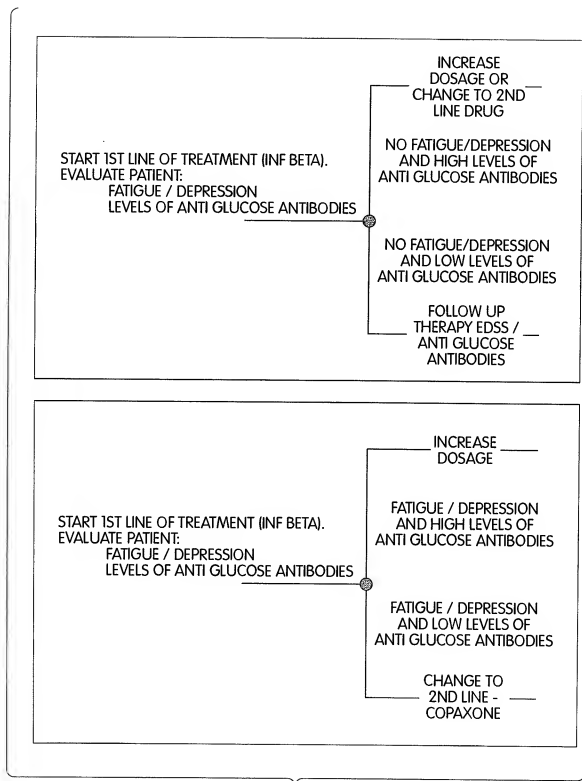 INCREASE
DOSAGE OR
CHANGE TO 2ND
LINE DRUG
START 1ST LINE OF TREATMENT (INF BETA).
EVALUATE PATIENT:
FATIGUE / DEPRESSION
LEVELS OF ANTI GLUCOSE ANTIBODIES
NO FATIGUE/DEPRESSION
AND HIGH LEVELS OF
ANTI GLUCOSE ANTIBODIES
NO FATIGUE/DEPRESSION
AND LOW LEVELS OF
ANTI GLUCOSE ANTIBODIES
FOLLOW UP
THERAPY EDSS /
ANTI GLUCOSE
ANTIBODIES
INCREASE
DOSAGE
START 1ST LINE OF TREATMENT (INF BETA).
EVALUATE PATIENT:
FATIGUE / DEPRESSION
LEVELS OF ANTI GLUCOSE ANTIBODIES
FATIGUE / DEPRESSION
AND HIGH LEVELS OF
ANTI GLUCOSE ANTIBODIES
FATIGUE / DEPRESSION
AND LOW LEVELS OF
ANTI GLUCOSE ANTIBODIES
CHANGE TO
2ND LINE -
COPAXONE